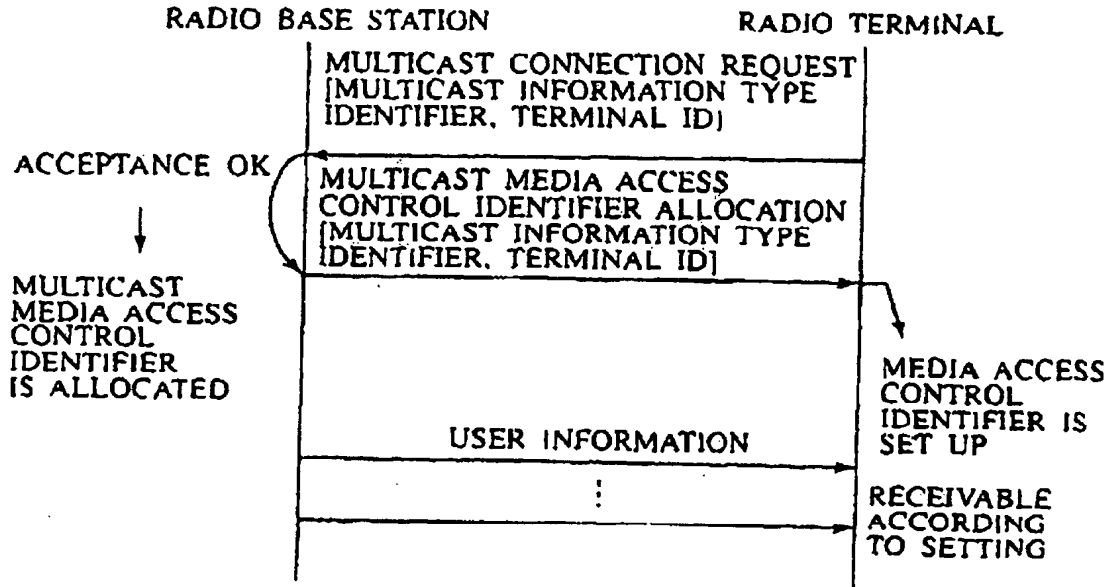 RADIO BASE STATION
RADIO TERMINAL
MULTICAST CONNECTION REQUEST
[MULTICAST INFORMATION TYPE
IDENTIFIER, TERMINAL ID]
ACCEPTANCE OK
MULTICAST MEDIA ACCESS
CONTROL IDENTIFIER ALLOCATION
[MULTICAST INFORMATION TYPE
IDENTIFIER, TERMINAL ID]
MULTICAST
MEDIA ACCESS
CONTROL
IDENTIFIER
IS ALLOCATED
MEDIA ACCESS
CONTROL
IDENTIFIER IS
SET UP
USER INFORMATION
RECEIVABLE
ACCORDING
TO SETTING